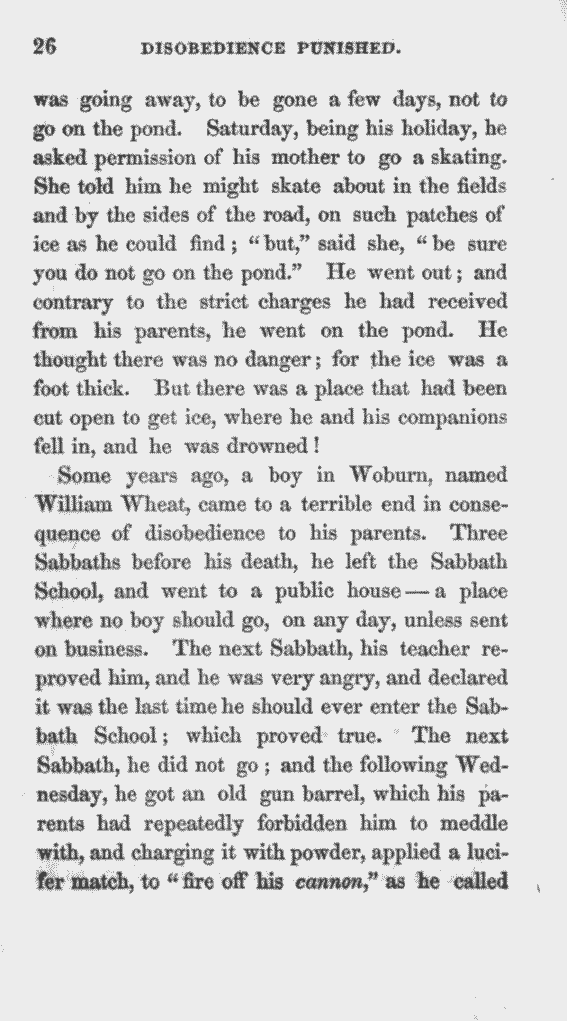 26 DISOBEDIENCE PUNISHED.
was going away, to be gone a few days, not to
go on the pond. Saturday, being his holiday, he
asked permission of his mother to go a skating.
She told him he might skate about in the fields
and by the sides of the road, on such patches of
ice as he could find; "but," said she, "be sure
you do not go on the pond." He went out; and
contrary to the strict charges he had received
from his parents, he went on the pond. He
thought there was no danger; for the ice was a
foot thick. But there was a place that had been
cut open to get ice, where he and his companions
fell in, and he was drowned!
Some years ago, a boy in Woburn, named
William Wheat, came to a terrible end in conse-
quence of disobedience to his parents. Three
Sabbaths before his death, he left the Sabbath
School, and went to a public house—a place
where no boy should go, on any day, unless sent
on business. The next Sabbath, his teacher re-
proved him, and he was very angry, and declared
it was the last time he should ever enter the Sab-
bath School; which proved true. The next
Sabbath, he did not go; and the following Wed-
nesday, he got an old gun barrel, which his pa-
rents had repeatedly forbidden him to meddle
with, and charging it with powder, applied a luci-
fer match, to "fire off his cannon," as he called